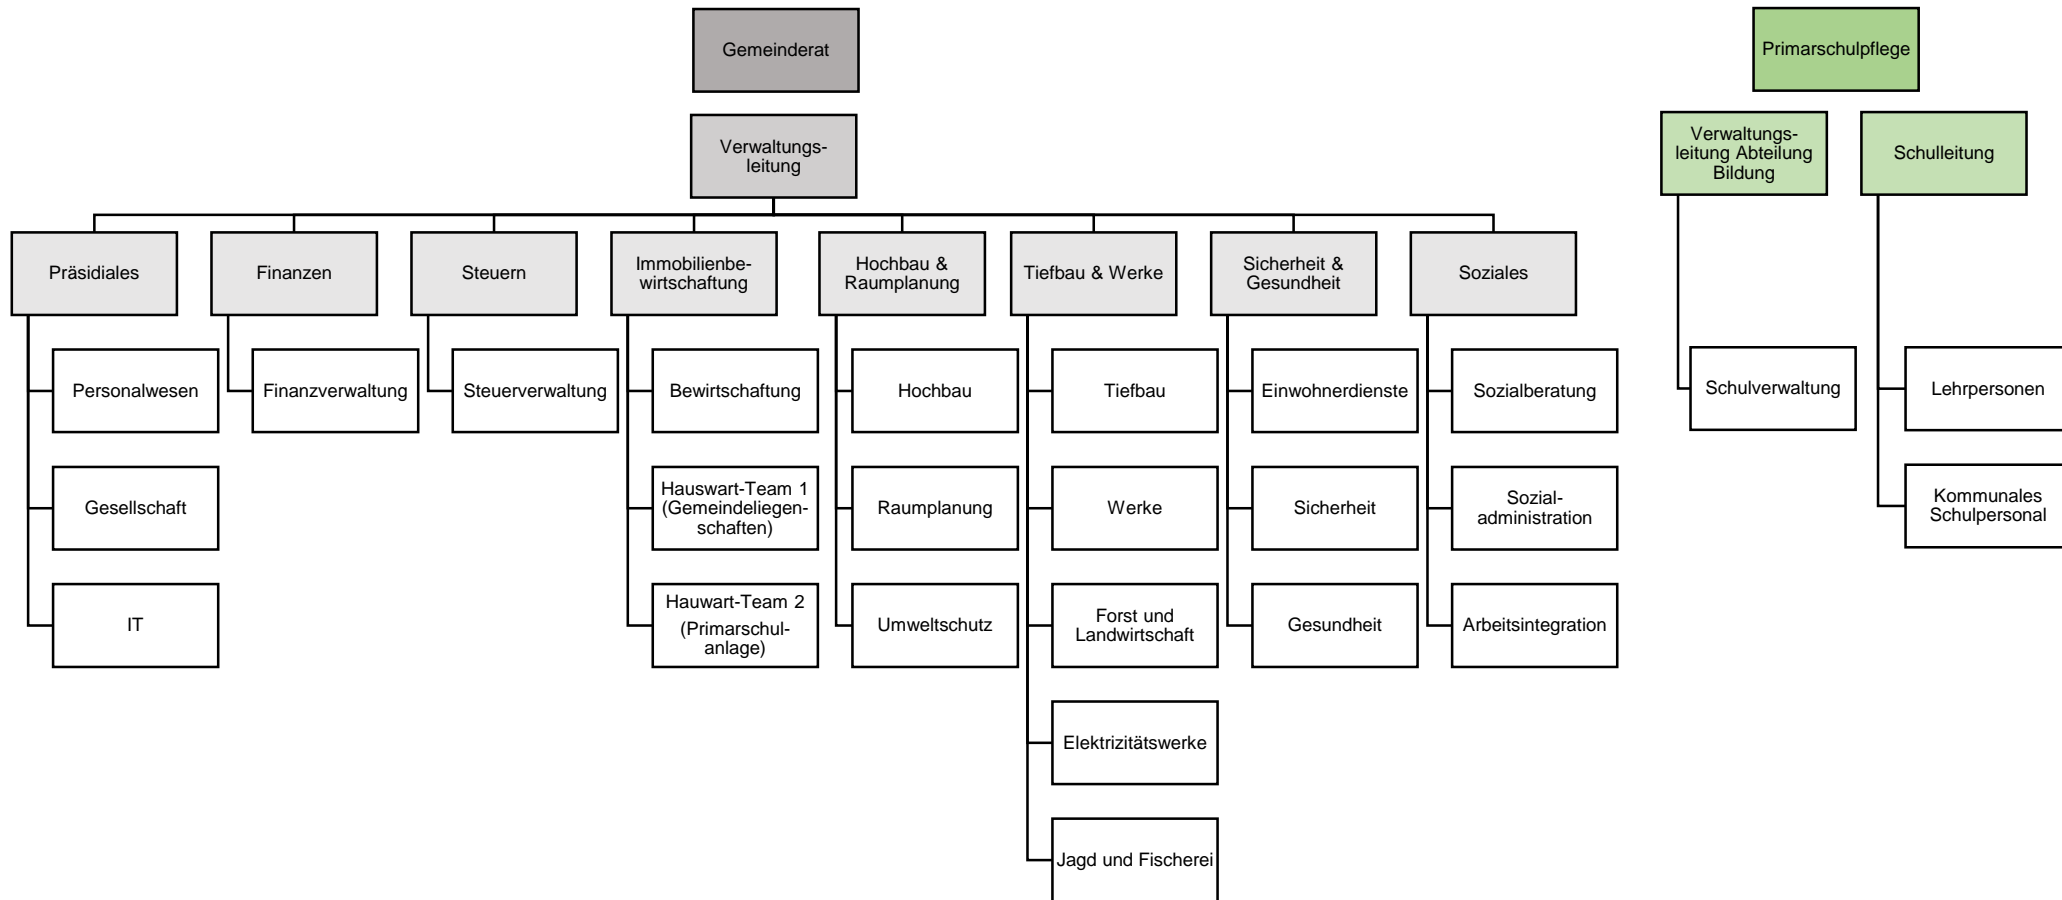 Gemeinderat
Primarschulpflege
Verwaltungs-
leitung
Verwaltungs-
leitung Abteilung
Bildung
Schulleitung
Präsidiales
Finanzen
Steuern
Immobilienbe-
wirtschaftung
Hochbau &
Raumplanung
Tiefbau & Werke
Sicherheit &
Gesundheit
Soziales
Personalwesen
Finanzverwaltung
Steuerverwaltung
Bewirtschaftung
Hochbau
Tiefbau
Einwohnerdienste
Sozialberatung
Schulverwaltung
Lehrpersonen
Gesellschaft
Hauswart-Team 1
(Gemeindeliegen-
schaften)
Raumplanung
Werke
Sicherheit
Sozial-
administration
Kommunales
Schulpersonal
IT
Hauwart-Team 2
(Primarschul-
anlage)
Umweltschutz
Forst und
Landwirtschaft
Gesundheit
Arbeitsintegration
Elektrizitätswerke
Jagd und Fischerei